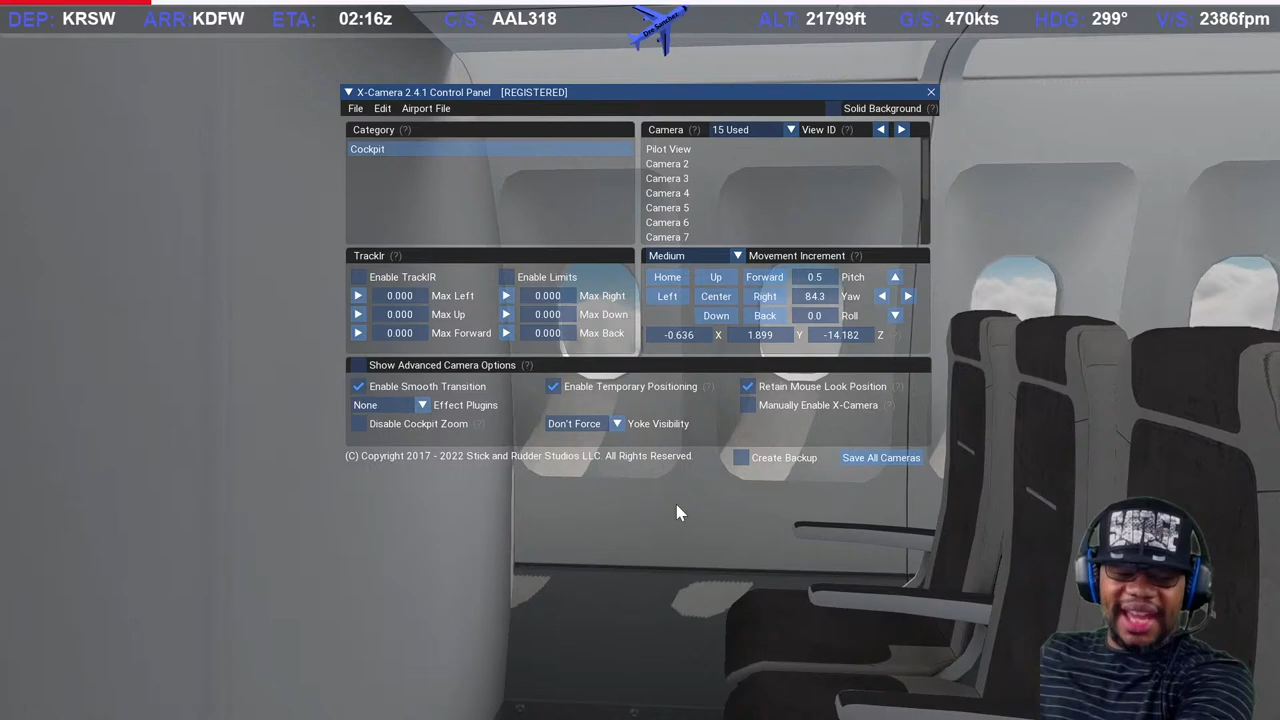 DEP: KRSW ARR:KDFW ETA: 02:16z C/S: AAL318 Dre Sanchez ALT: 21799ft G/S: 470kts HDG: 299° V/S: 2386fpm
X-Camera 2.4.1 Control Panel [REGISTERED]
File Edit Airport File Solid Background (?)
Category (?) Camera (?) 15 Used View ID (?)
Cockpit Pilot View
Camera 2
Camera 3
Camera 4
Camera 5
Camera 6
Camera 7
TrackIr (?) Medium Movement Increment (?)
Enable TrackIR Enable Limits Home Up Forward 0.5 Pitch
0.000 Max Left 0.000 Max Right Left Center Right 84.3 Yaw
0.000 Max Up 0.000 Max Down Down Back 0.0 Roll
0.000 Max Forward 0.000 Max Back -0.636 X 1.899 Y -14.182 Z (?)
Show Advanced Camera Options (?)
Enable Smooth Transition Enable Temporary Positioning (?) Retain Mouse Look Position (?)
None Effect Plugins Manually Enable X-Camera (?)
Disable Cockpit Zoom (?) Don't Force Yoke Visibility
(C) Copyright 2017 - 2022 Stick and Rudder Studios LLC. All Rights Reserved. Create Backup Save All Cameras
SAVAGE